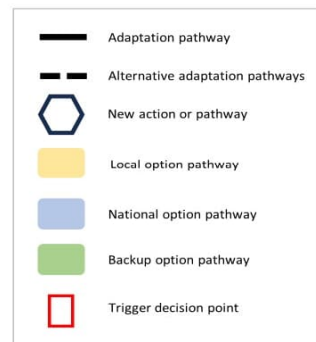 Adaptation pathway
Alternative adaptation pathways
New action or pathway
Local option pathway
National option pathway
Backup option pathway
Trigger decision point